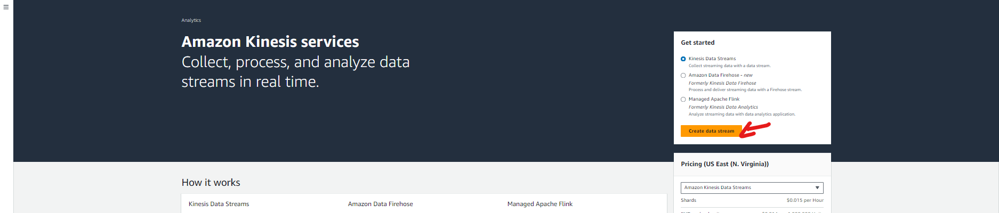 Analytics
Amazon Kinesis services
Collect, process, and analyze data
streams in real time.
Get started
Kinesis Data Streams
Collect streaming data with a data stream.
Amazon Data Firehose - new
Formerly Kinesis Data Firehose
Process and deliver streaming data with a Firehose stream.
Managed Apache Flink
Formerly Kinesis Data Analytics
Analyze streaming data with data analytics application.
Create data stream
Pricing (US East (N. Virginia))
Amazon Kinesis Data Streams
Shards $0.015 per Hour
How it works
Kinesis Data Streams Amazon Data Firehose Managed Apache Flink